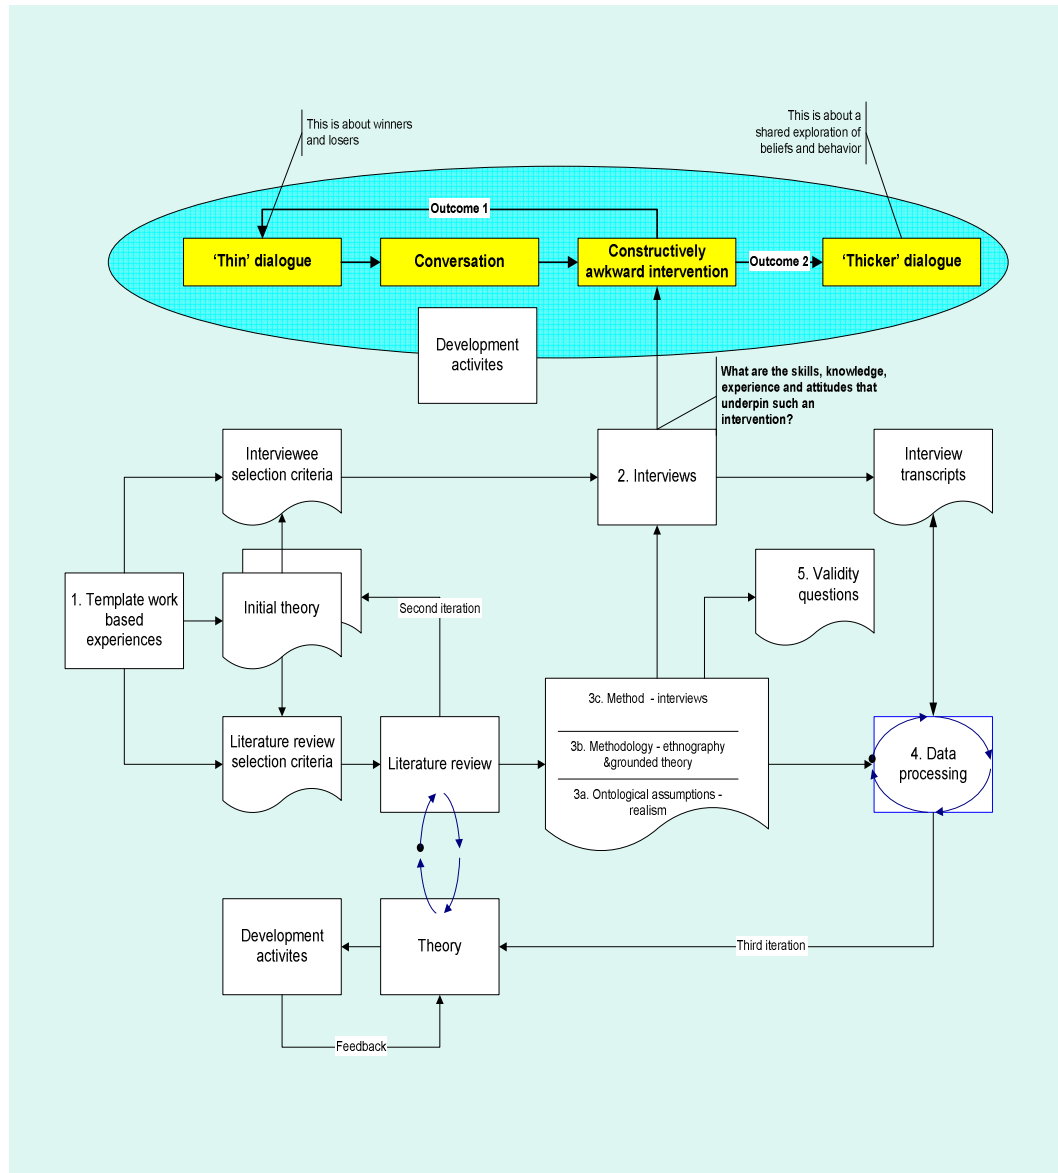 This is about winners
and losers
This is about a
shared exploration of
beliefs and behavior
Outcome 1
‘Thin’ dialogue
Conversation
Constructively
awkward intervention
Outcome 2
‘Thicker’ dialogue
Development
activites
What are the skills, knowledge,
experience and attitudes that
underpin such an
intervention?
Interviewee
selection criteria
2. Interviews
Interview
transcripts
1. Template work
based
experiences
Initial theory
Second iteration
5. Validity
questions
3c. Method - interviews
3b. Methodology - ethnography
&grounded theory
3a. Ontological assumptions -
realism
Literature review
selection criteria
Literature review
4. Data
processing
Development
activites
Theory
Third iteration
Feedback